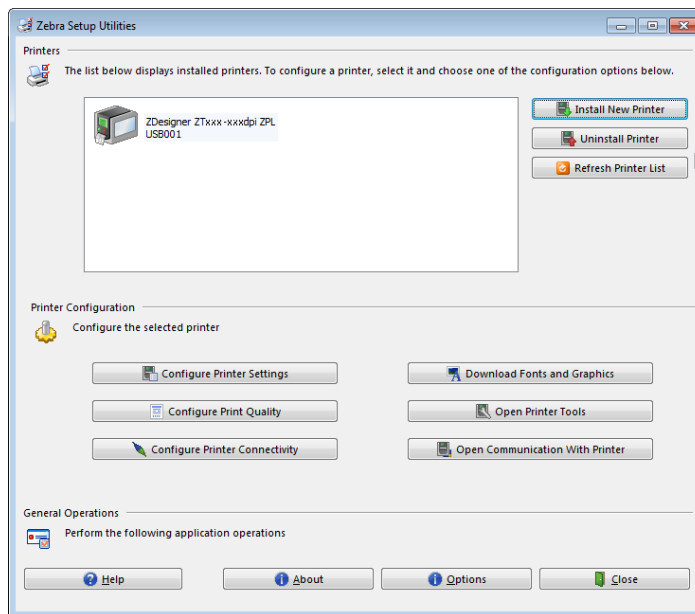 Zebra Setup Utilities
Printers
The list below displays installed printers. To configure a printer, select it and choose one of the configuration options below.
ZDesigner ZTxxx-xxxdpi ZPL
USB001
Install New Printer
Uninstall Printer
Refresh Printer List
Printer Configuration
Configure the selected printer
Configure Printer Settings
Download Fonts and Graphics
Configure Print Quality
Open Printer Tools
Configure Printer Connectivity
Open Communication With Printer
General Operations
Perform the following application operations
Help
About
Options
Close